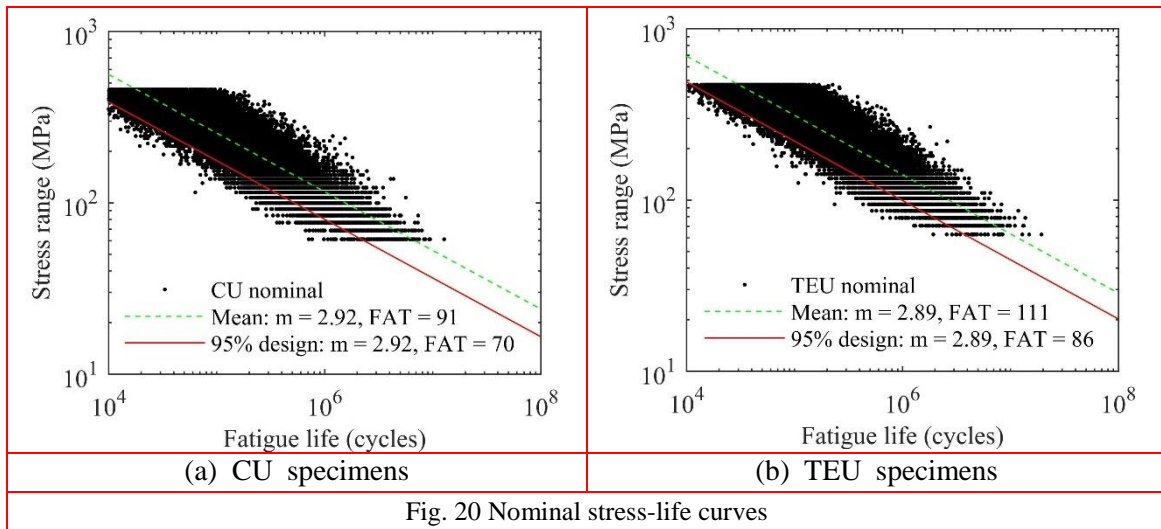 10³
10²
10¹
Stress range (MPa)
CU nominal
Mean: m = 2.92, FAT = 91
95% design: m = 2.92, FAT = 70
10⁴ 10⁶ 10⁸
Fatigue life (cycles)
(a) CU specimens
10³
10²
10¹
Stress range (MPa)
TEU nominal
Mean: m = 2.89, FAT = 111
95% design: m = 2.89, FAT = 86
10⁴ 10⁶ 10⁸
Fatigue life (cycles)
(b) TEU specimens
Fig. 20 Nominal stress-life curves